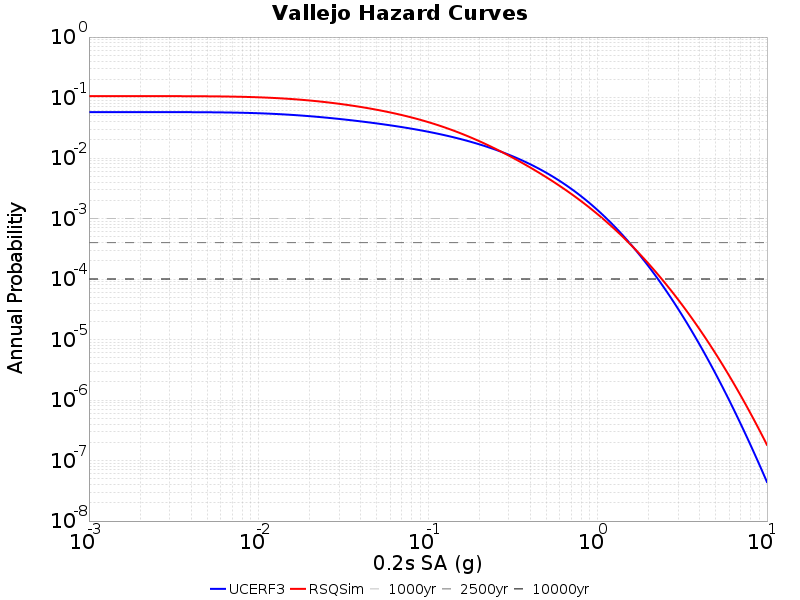 Vallejo Hazard Curves
10^0
10^-1
10^-2
10^-3
10^-4
10^-5
10^-6
10^-7
10^-8
Annual Probabilitiy
10^-3 10^-2 10^-1 10^0 10^1
0.2s SA (g)
UCERF3 RSQSim 1000yr 2500yr 10000yr